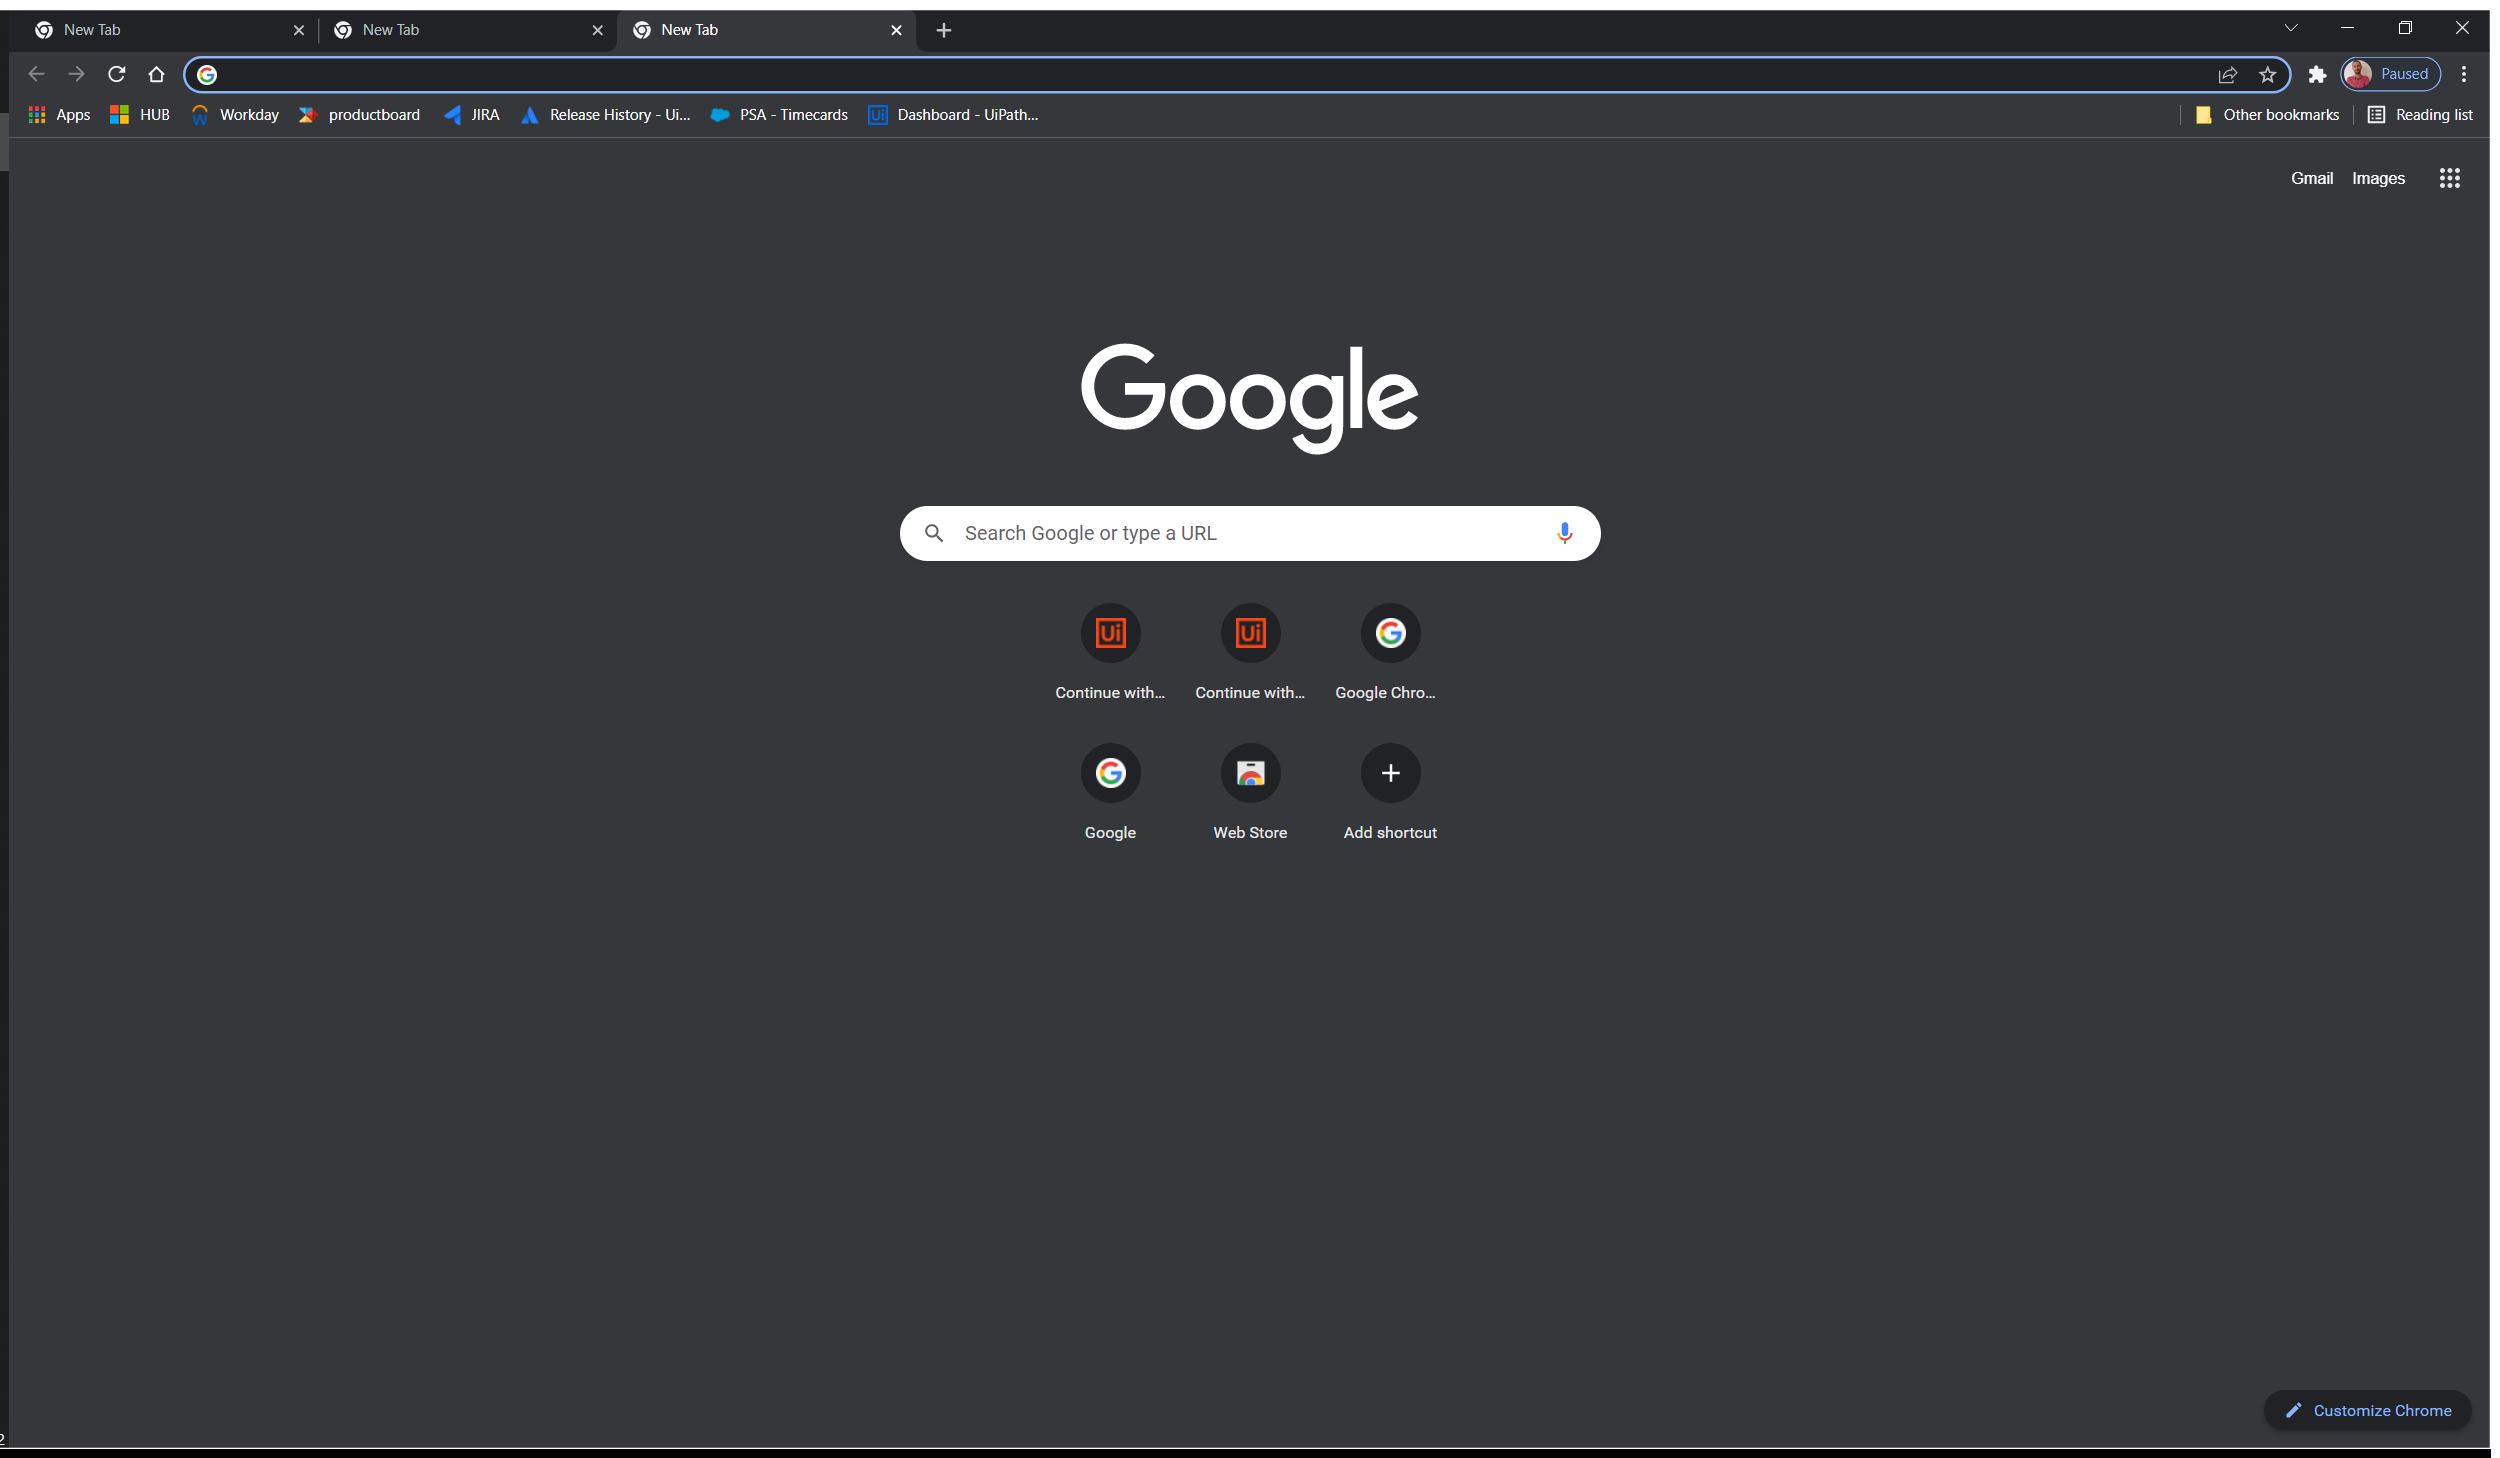 New Tab
New Tab
New Tab
Paused
Apps
HUB
Workday
productboard
JIRA
Release History - Ui...
PSA - Timecards
Dashboard - UiPath...
Other bookmarks
Reading list
Gmail
Images
Google
Search Google or type a URL
Continue with...
Continue with...
Google Chro...
Google
Web Store
Add shortcut
Customize Chrome
2